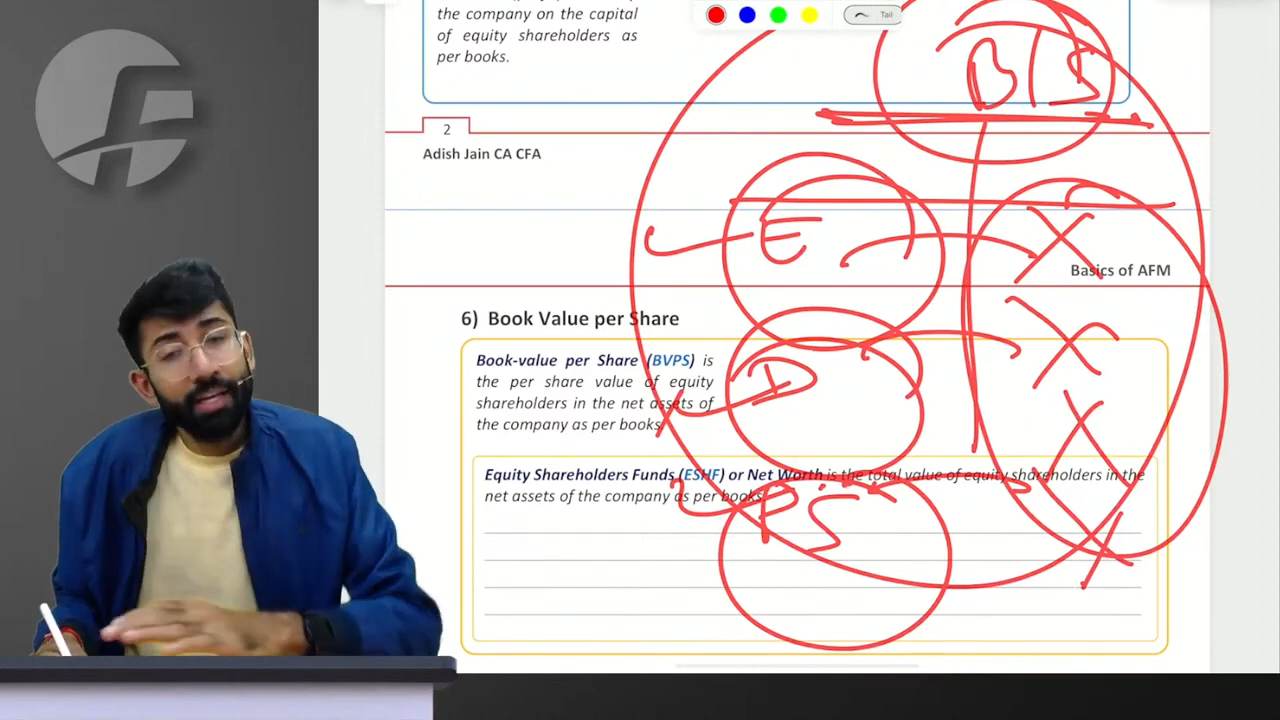 the company on the capital
of equity shareholders as
per books.
Tail
B/S
2
Adish Jain CA CFA
E
Basics of AFM
6) Book Value per Share
Book-value per Share (BVPS) is
the per share value of equity
shareholders in the net assets of
the company as per books.
D
Equity Shareholders Funds (ESHF) or Net Worth is the total value of equity shareholders in the
net assets of the company as per books.
PS